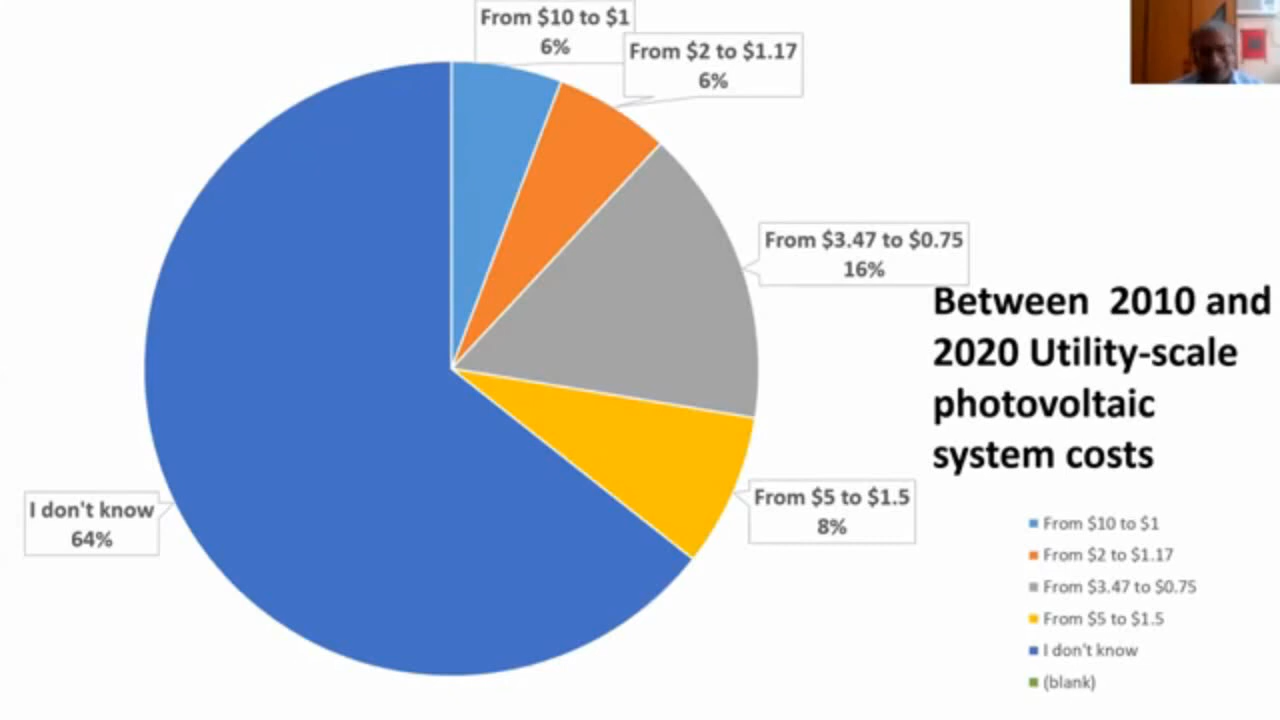 From $10 to $1
6%
From $2 to $1.17
6%
From $3.47 to $0.75
16%
Between 2010 and
2020 Utility-scale
photovoltaic
system costs
From $5 to $1.5
8%
I don't know
64%
From $10 to $1
From $2 to $1.17
From $3.47 to $0.75
From $5 to $1.5
I don't know
(blank)